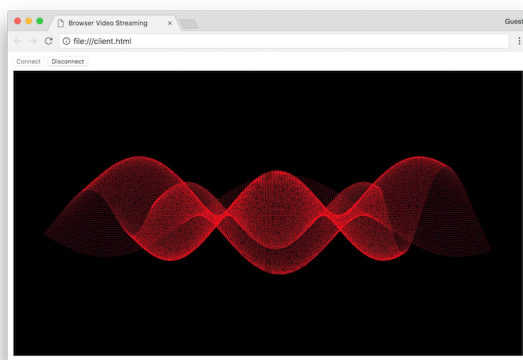 Browser Video Streaming
Guest
file:///client.html
Connect Disconnect